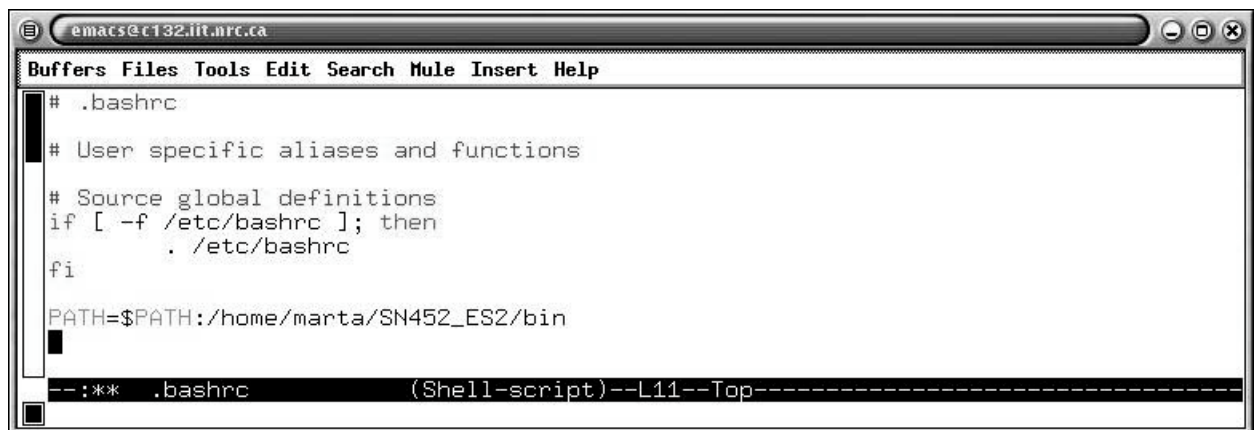 emacs@c132.iit.nrc.ca
Buffers Files Tools Edit Search Mule Insert Help
# .bashrc
# User specific aliases and functions
# Source global definitions
if [ -f /etc/bashrc ]; then
        . /etc/bashrc
fi
PATH=$PATH:/home/marta/SN452_ES2/bin
--:**  .bashrc          (Shell-script)--L11--Top----------------------------------